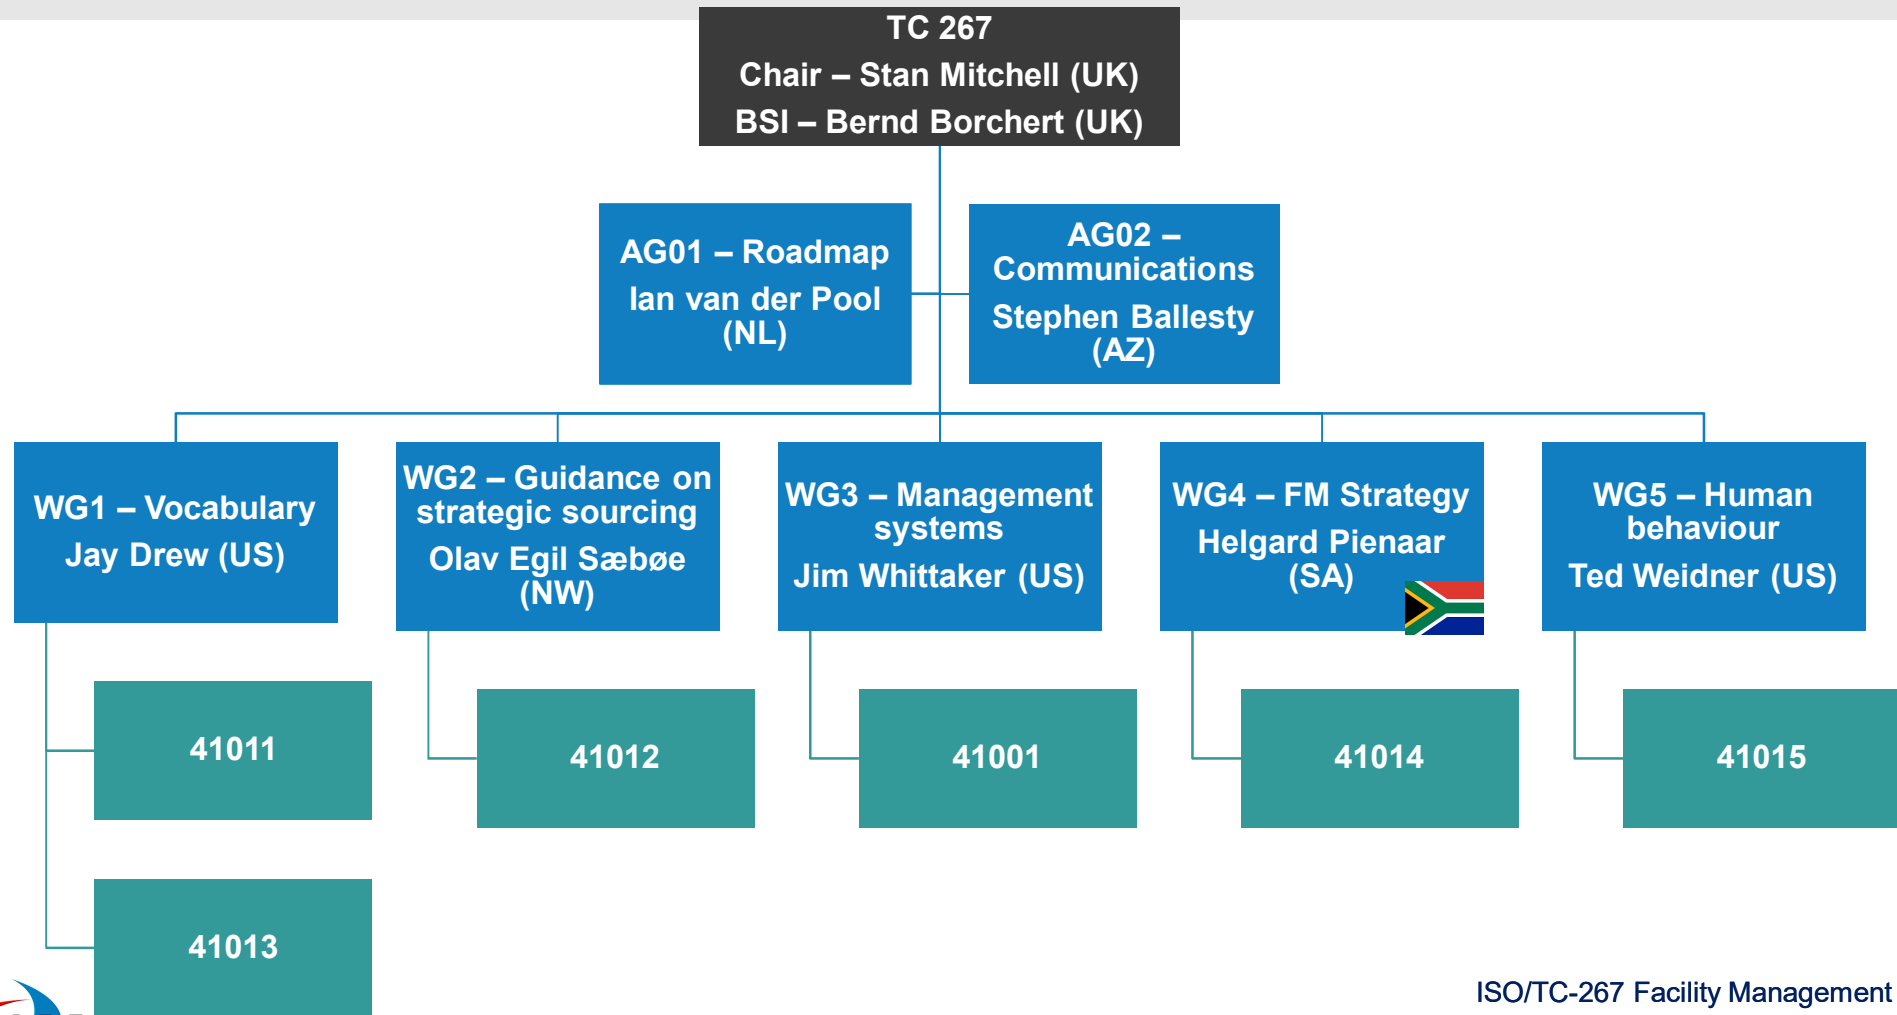 TC 267
Chair – Stan Mitchell (UK)
BSI – Bernd Borchert (UK)
AG01 – Roadmap
Ian van der Pool
(NL)
AG02 –
Communications
Stephen Ballesty
(AZ)
WG1 – Vocabulary
Jay Drew (US)
WG2 – Guidance on
strategic sourcing
Olav Egil Sæbøe
(NW)
WG3 – Management
systems
Jim Whittaker (US)
WG4 – FM Strategy
Helgard Pienaar
(SA)
WG5 – Human
behaviour
Ted Weidner (US)
41011
41012
41001
41014
41015
41013
ISO/TC-267 Facility Management